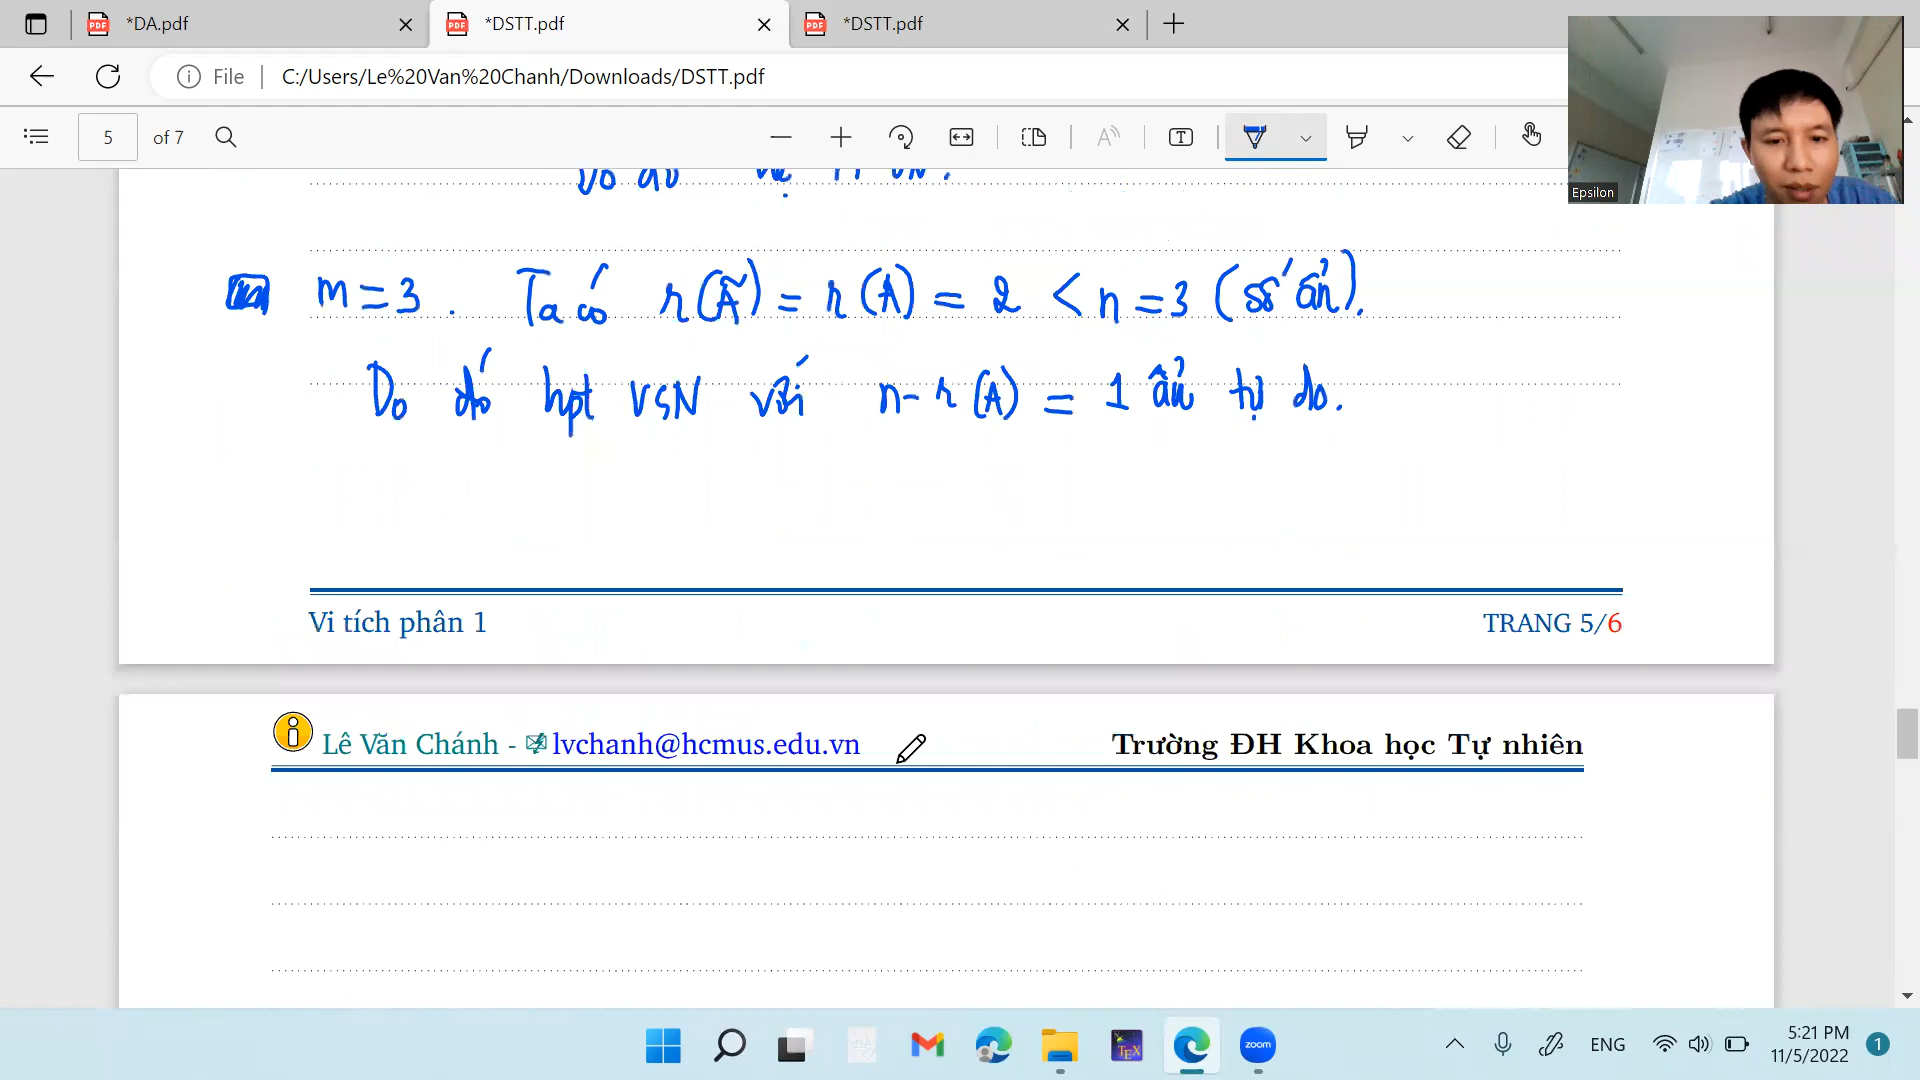 *DA.pdf
*DSTT.pdf
*DSTT.pdf
File
C:/Users/Le%20Van%20Chanh/Downloads/DSTT.pdf
5 of 7
Epsilon
m = 3 . Ta có r(Ã) = r(A) = 2 < n = 3 (số ẩn).
Do đó hpt VSN với n - r(A) = 1 ẩn tự do.
Vi tích phân 1
TRANG 5/6
Lê Văn Chánh - lvchanh@hcmus.edu.vn
Trường ĐH Khoa học Tự nhiên
zoom
ENG
5:21 PM
11/5/2022
1